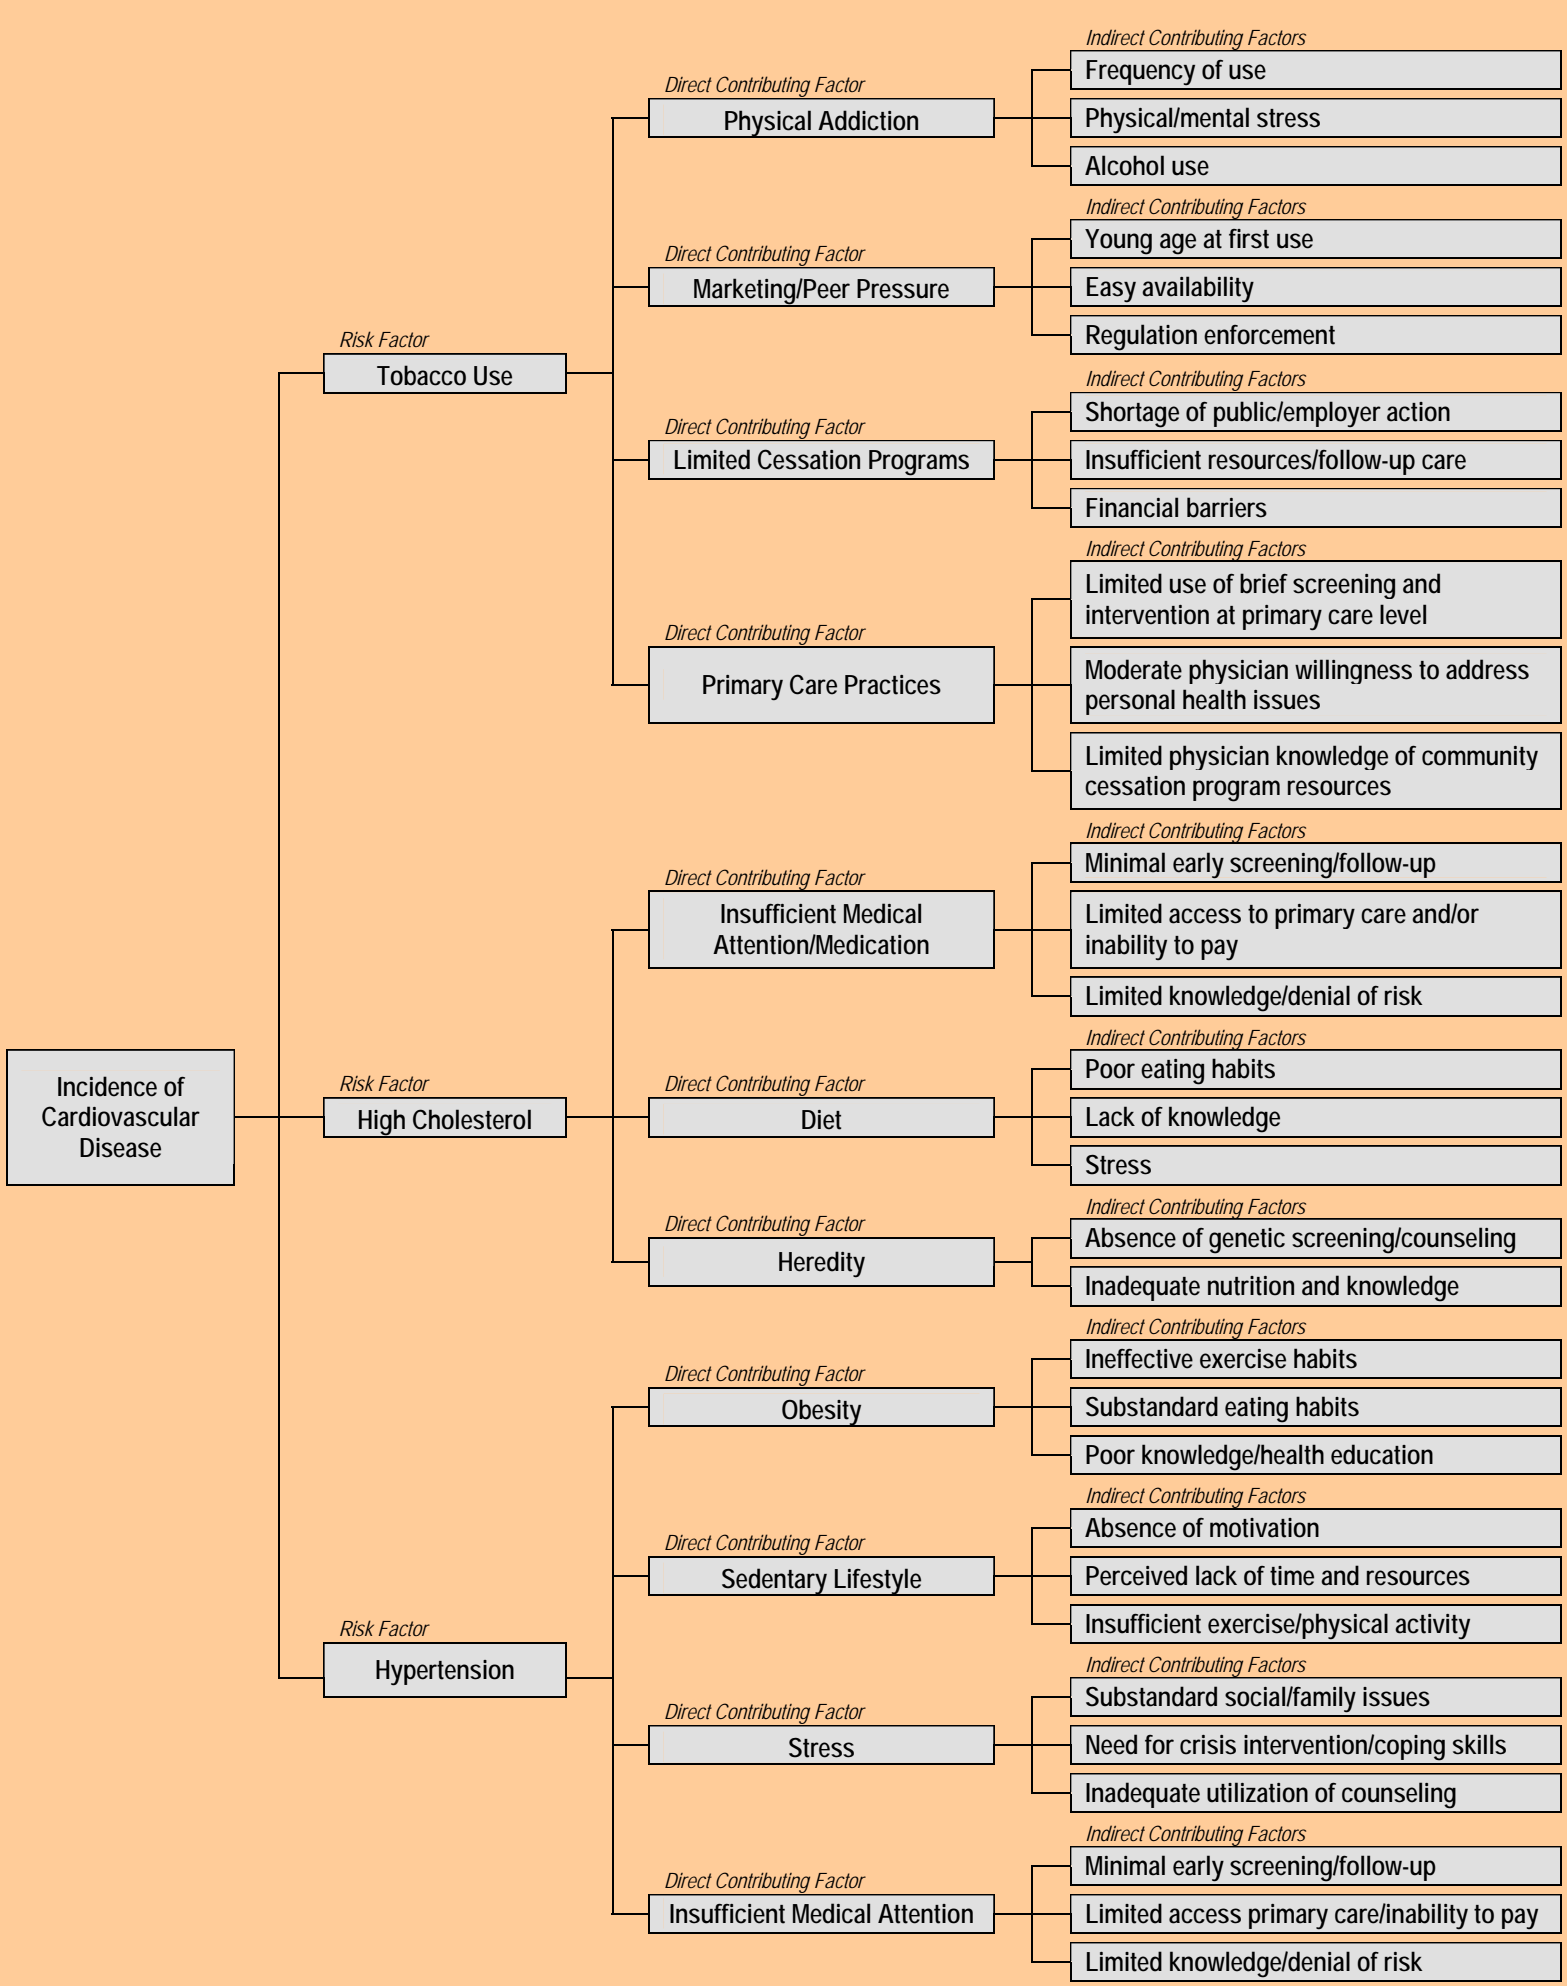 Incidence of
Cardiovascular
Disease
Risk Factor
Tobacco Use
Direct Contributing Factor
Physical Addiction
Indirect Contributing Factors
Frequency of use
Physical/mental stress
Alcohol use
Direct Contributing Factor
Marketing/Peer Pressure
Indirect Contributing Factors
Young age at first use
Easy availability
Regulation enforcement
Direct Contributing Factor
Limited Cessation Programs
Indirect Contributing Factors
Shortage of public/employer action
Insufficient resources/follow-up care
Financial barriers
Direct Contributing Factor
Primary Care Practices
Indirect Contributing Factors
Limited use of brief screening and
intervention at primary care level
Moderate physician willingness to address
personal health issues
Limited physician knowledge of community
cessation program resources
Risk Factor
High Cholesterol
Direct Contributing Factor
Insufficient Medical
Attention/Medication
Indirect Contributing Factors
Minimal early screening/follow-up
Limited access to primary care and/or
inability to pay
Limited knowledge/denial of risk
Direct Contributing Factor
Diet
Indirect Contributing Factors
Poor eating habits
Lack of knowledge
Stress
Direct Contributing Factor
Heredity
Indirect Contributing Factors
Absence of genetic screening/counseling
Inadequate nutrition and knowledge
Risk Factor
Hypertension
Direct Contributing Factor
Obesity
Indirect Contributing Factors
Ineffective exercise habits
Substandard eating habits
Poor knowledge/health education
Direct Contributing Factor
Sedentary Lifestyle
Indirect Contributing Factors
Absence of motivation
Perceived lack of time and resources
Insufficient exercise/physical activity
Direct Contributing Factor
Stress
Indirect Contributing Factors
Substandard social/family issues
Need for crisis intervention/coping skills
Inadequate utilization of counseling
Direct Contributing Factor
Insufficient Medical Attention
Indirect Contributing Factors
Minimal early screening/follow-up
Limited access primary care/inability to pay
Limited knowledge/denial of risk